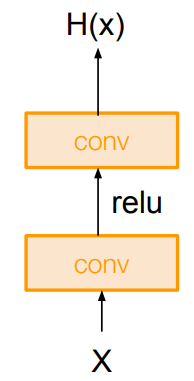 H(x)
conv
relu
conv
X